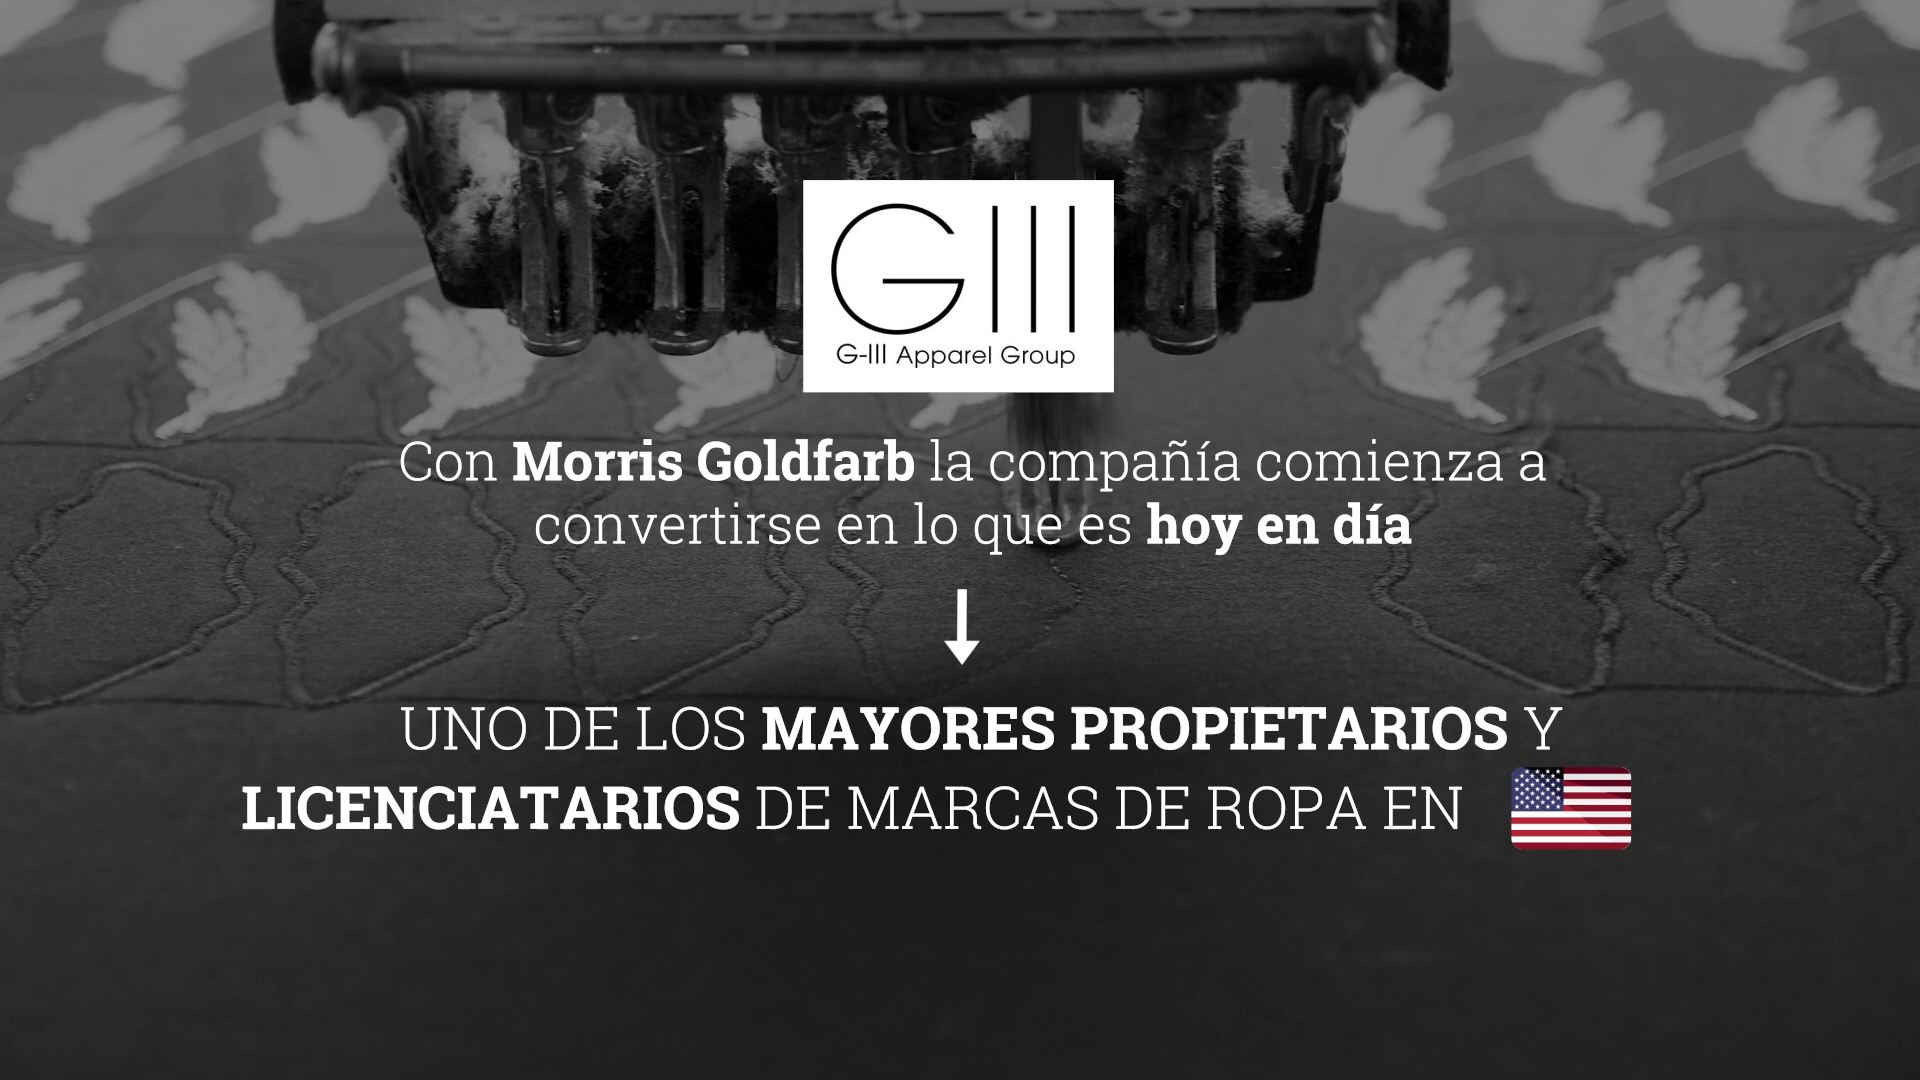 GIII
G-III Apparel Group
Con Morris Goldfarb la compañía comienza a
convertirse en lo que es hoy en día
UNO DE LOS MAYORES PROPIETARIOS Y
LICENCIATARIOS DE MARCAS DE ROPA EN